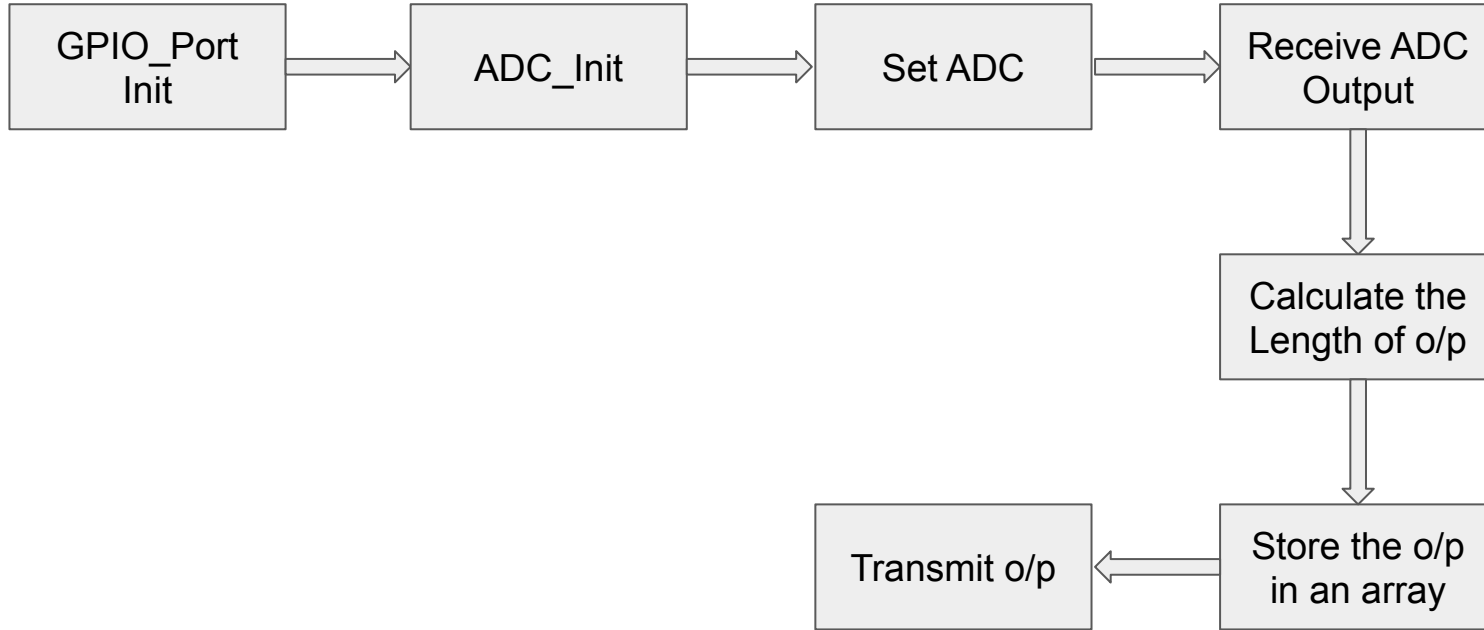 GPIO_Port
Init
ADC_Init
Set ADC
Receive ADC
Output
Calculate the
Length of o/p
Store the o/p
in an array
Transmit o/p